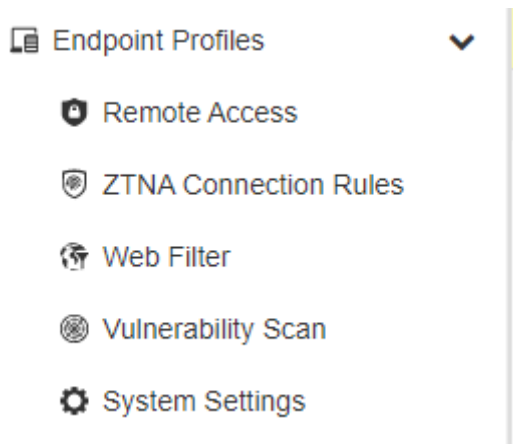 Endpoint Profiles
Remote Access
ZTNA Connection Rules
Web Filter
Vulnerability Scan
System Settings